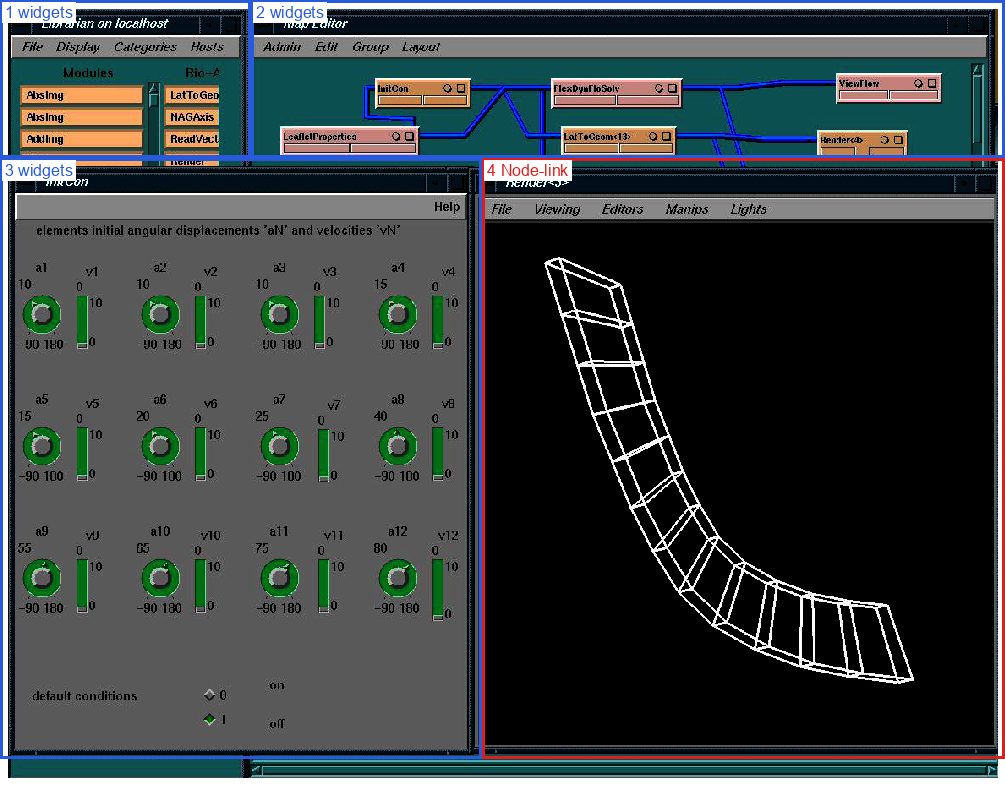 1 widgets
2 widgets
Librarian on localhost
Map Editor
File Display Categories Hosts
Admin Edit Group Layout
Modules
AbsImg
AbsImg
AddImg
LatToGeo
NAGAxis
ReadVect
Render
InitCon
FlexDynFloSolv
ViewFlow
LeafletProperties
LatToGeom<13>
3 widgets
4 Node-link
InitCon
Help
File Viewing Editors Manips Lights
elements initial angular displacements 'aN' and velocities 'vN'
a1 v1 a2 v2 a3 v3 a4 v4
10 0 10 0 10 0 15 0
10 10 10 10
90 180 0 90 180 0 90 180 0 90 180 0
a5 v5 a6 v6 a7 v7 a8 v8
15 0 20 0 25 0 40 0
10 10 10 10
-90 180 0 -90 180 0 -90 180 0 -90 180 0
a9 v9 a10 v10 a11 v11 a12 v12
55 0 65 0 75 0 80 0
10 10 10 10
-90 180 0 -90 180 0 -90 180 0 -90 180 0
default conditions
0 on
1 off